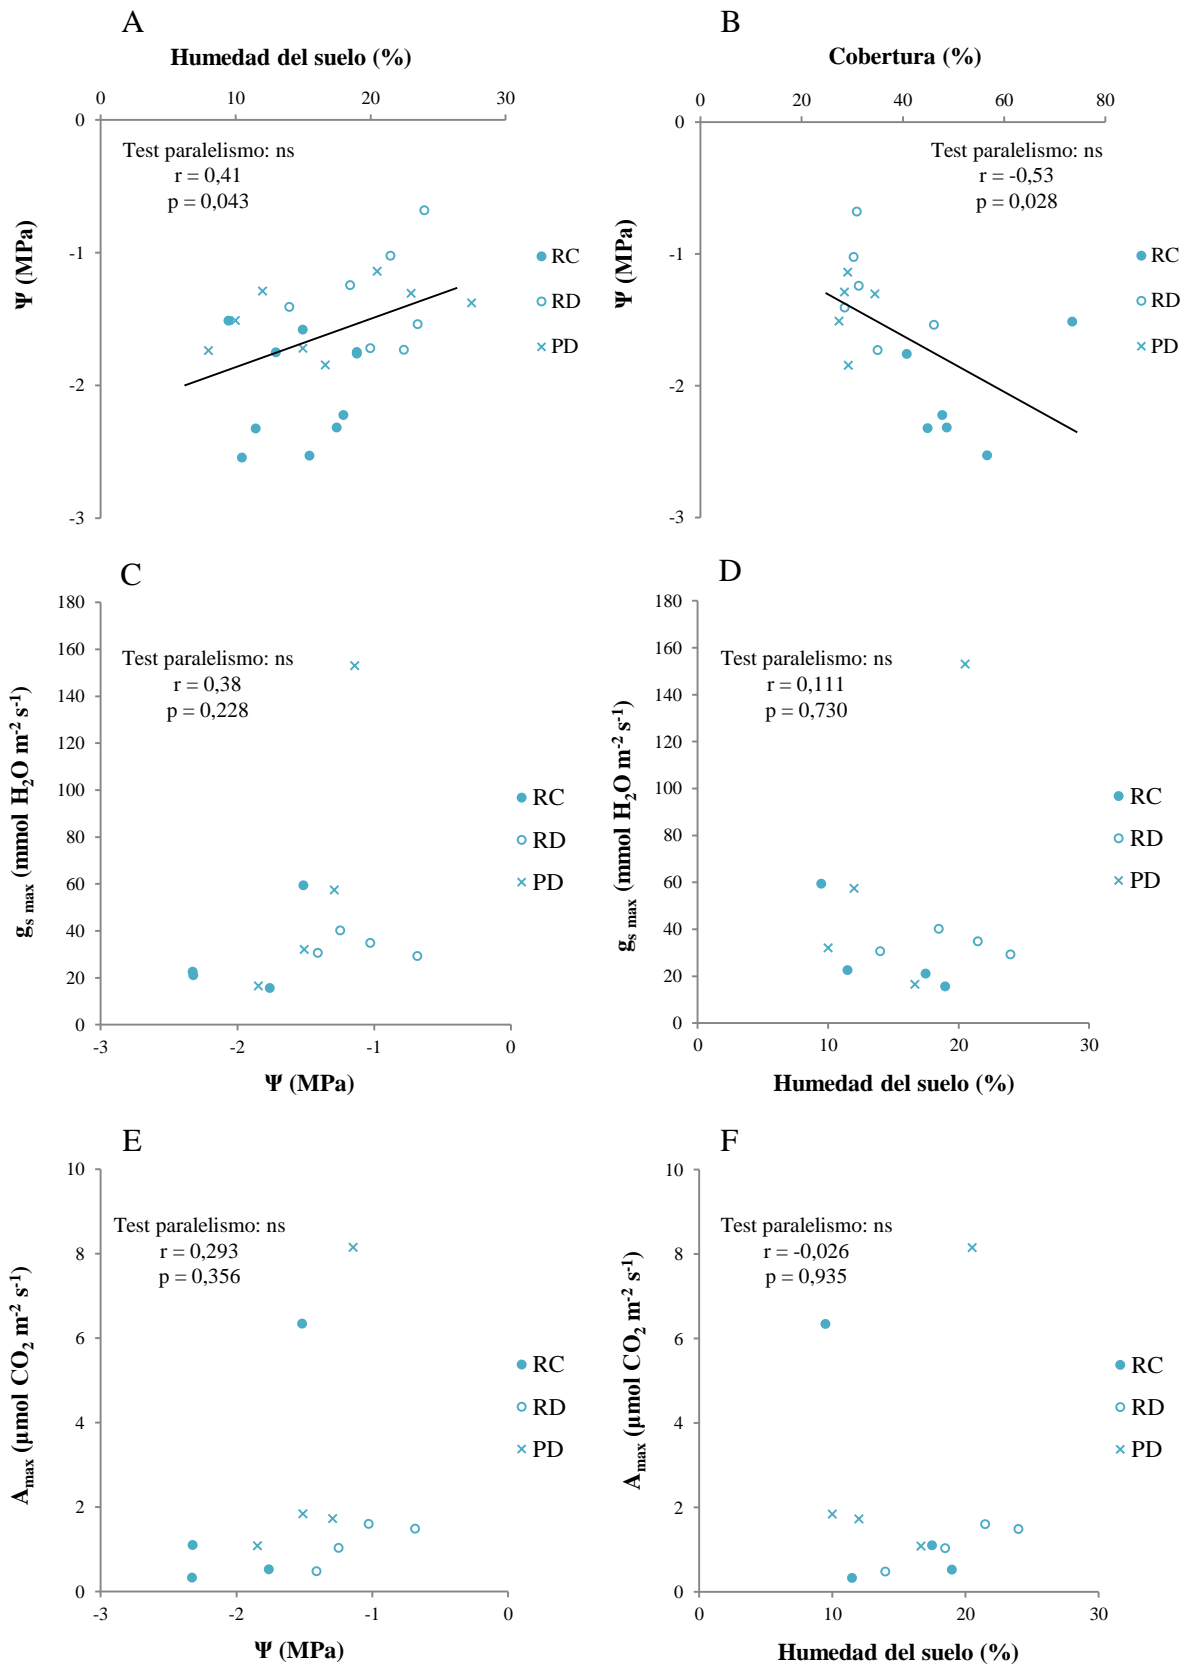 A
Humedad del suelo (%)
0 10 20 30
0
-1
-2
-3
Ψ (MPa)
Test paralelismo: ns
r = 0,41
p = 0,043
RC
RD
PD
B
Cobertura (%)
0 20 40 60 80
0
-1
-2
-3
Ψ (MPa)
Test paralelismo: ns
r = -0,53
p = 0,028
RC
RD
PD
C
180
160
140
120
100
80
60
40
20
0
g_s max (mmol H₂O m⁻² s⁻¹)
Test paralelismo: ns
r = 0,38
p = 0,228
RC
RD
PD
-3 -2 -1 0
Ψ (MPa)
D
180
160
140
120
100
80
60
40
20
0
g_s max (mmol H₂O m⁻² s⁻¹)
Test paralelismo: ns
r = 0,111
p = 0,730
RC
RD
PD
0 10 20 30
Humedad del suelo (%)
E
10
8
6
4
2
0
A_max (µmol CO₂ m⁻² s⁻¹)
Test paralelismo: ns
r = 0,293
p = 0,356
RC
RD
PD
-3 -2 -1 0
Ψ (MPa)
F
10
8
6
4
2
0
A_max (µmol CO₂ m⁻² s⁻¹)
Test paralelismo: ns
r = -0,026
p = 0,935
RC
RD
PD
0 10 20 30
Humedad del suelo (%)